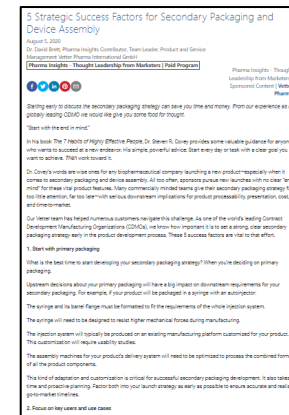 5 Strategic Success Factors for Secondary Packaging and
Device Assembly
August 5, 2020
Dr. David Brett, Pharma Insights Contributor, Team Leader, Product and Service
Management Vetter Pharma International GmbH
Pharma Insights - Thought Leadership from Marketers | Paid Program
Pharma Insights - Though
Leadership from Marketers
Sponsored Content | Vett
Pharm
Starting early to discuss the secondary packaging strategy can save you time and money. From our experience as
globally leading CDMO we would like give you some food for thought.
"Start with the end in mind."
In his book The 7 Habits of Highly Effective People, Dr. Steven R. Covey provides some valuable guidance for anyon
who wants to succeed at a new endeavor. His simple, powerful advice: Start every day or task with a clear goal you
want to achieve. Then work toward it.
Dr. Covey's words are wise ones for any biopharmaceutical company launching a new product—especially when it
comes to secondary packaging and device assembly. All too often, sponsors pursue new launches with no clear "en
mind" for these vital product features. Many commercially minded teams give their secondary packaging strategy f
too little attention, far too late—with serious downstream implications for product processability, presentation, cost,
and time-to-market.
Our Vetter team has helped numerous customers navigate this challenge. As one of the world's leading Contract
Development Manufacturing Organizations (CDMOs), we know how important it is to set a strong, clear secondary
packaging strategy early in the product development process. These 5 success factors are vital to that effort.
1. Start with primary packaging
What is the best time to start developing your secondary packaging strategy? When you're deciding on primary
packaging.
Upstream decisions about your primary packaging will have a big impact on downstream requirements for your
secondary packaging. For example, if your product will be packaged in a syringe with an autoinjector:
The syringe and its barrel flange must be formatted to fit the requirements of the whole injection system.
The syringe will need to be designed to resist higher mechanical forces during manufacturing.
The injection system will typically be produced on an existing manufacturing platform customized for your product.
This customization will require usability studies.
The assembly machines for your product's delivery system will need to be optimized to process the combined form
of all the product components.
This kind of adaptation and customization is critical for successful secondary packaging development. It also takes
time and proactive planning. Factor both into your launch strategy as early as possible to ensure accurate and reali
go-to-market timelines.
2. Focus on key users and use cases